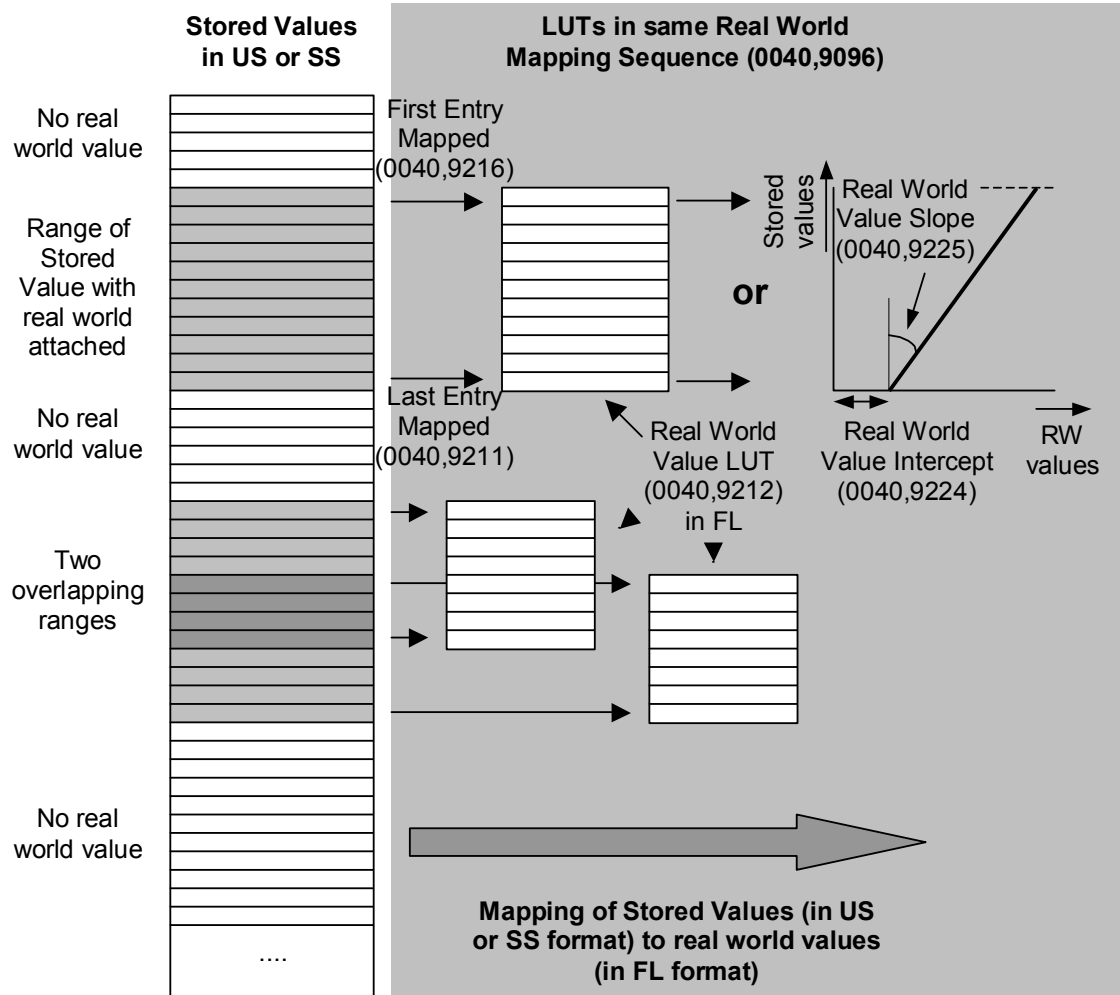 Stored Values
in US or SS
LUTs in same Real World
Mapping Sequence (0040,9096)
No real
world value
First Entry
Mapped
(0040,9216)
Range of
Stored
Value with
real world
attached
or
Stored
values
Real World
Value Slope
(0040,9225)
No real
world value
Last Entry
Mapped
(0040,9211)
Real World
Value LUT
(0040,9212)
in FL
Real World
Value Intercept
(0040,9224)
RW
values
Two
overlapping
ranges
No real
world value
Mapping of Stored Values (in US
or SS format) to real world values
(in FL format)
....